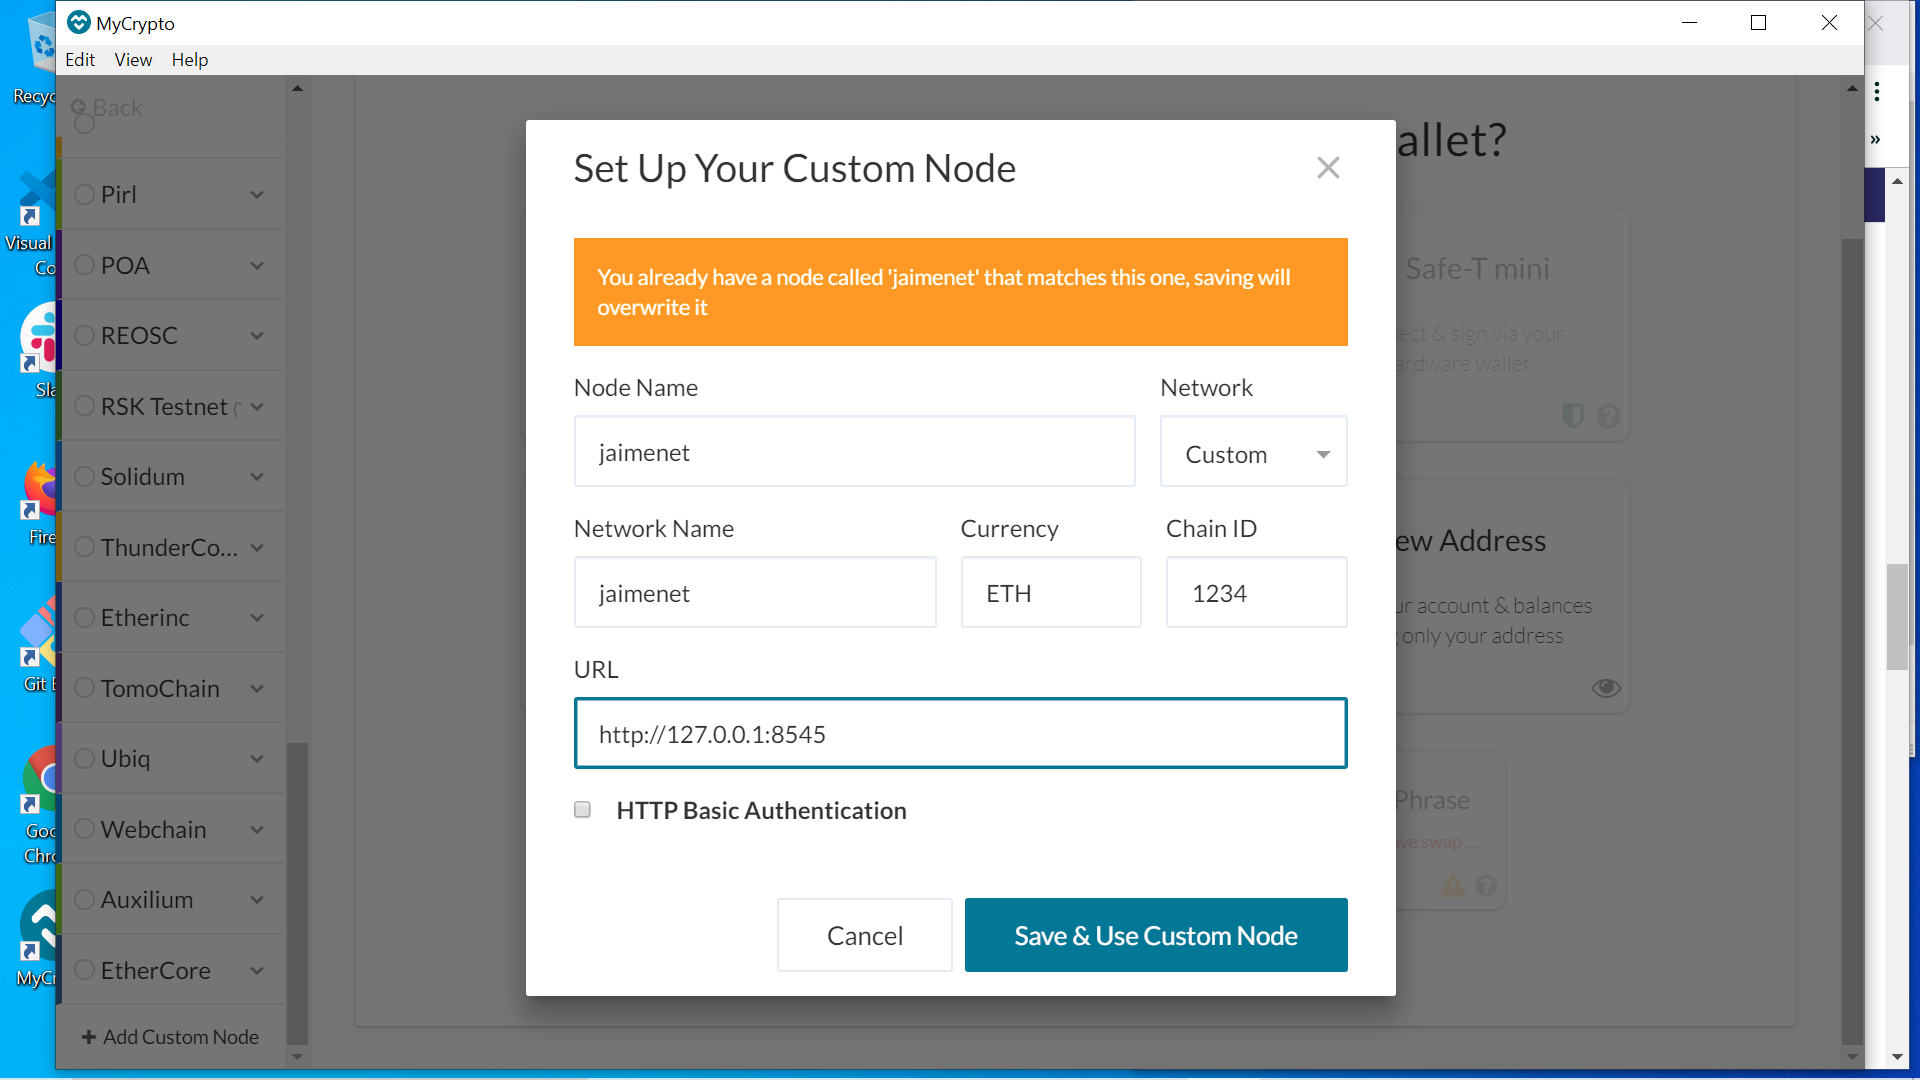 MyCrypto
Edit View Help
Back
Pirl
POA
REOSC
RSK Testnet
Solidum
ThunderCo...
Etherinc
TomoChain
Ubiq
Webchain
Auxilium
EtherCore
+ Add Custom Node
Set Up Your Custom Node
You already have a node called 'jaimenet' that matches this one, saving will
overwrite it
Node Name
Network
jaimenet
Custom
Network Name
Currency
Chain ID
jaimenet
ETH
1234
URL
http://127.0.0.1:8545
HTTP Basic Authentication
Cancel
Save & Use Custom Node
allet?
Safe-T mini
ect & sign via your
ardware wallet
ew Address
ur account & balances
only your address
Phrase
ve swap ...
Recyc
Visual
Co
Sla
Fire
Git
Goo
Chro
MyCr